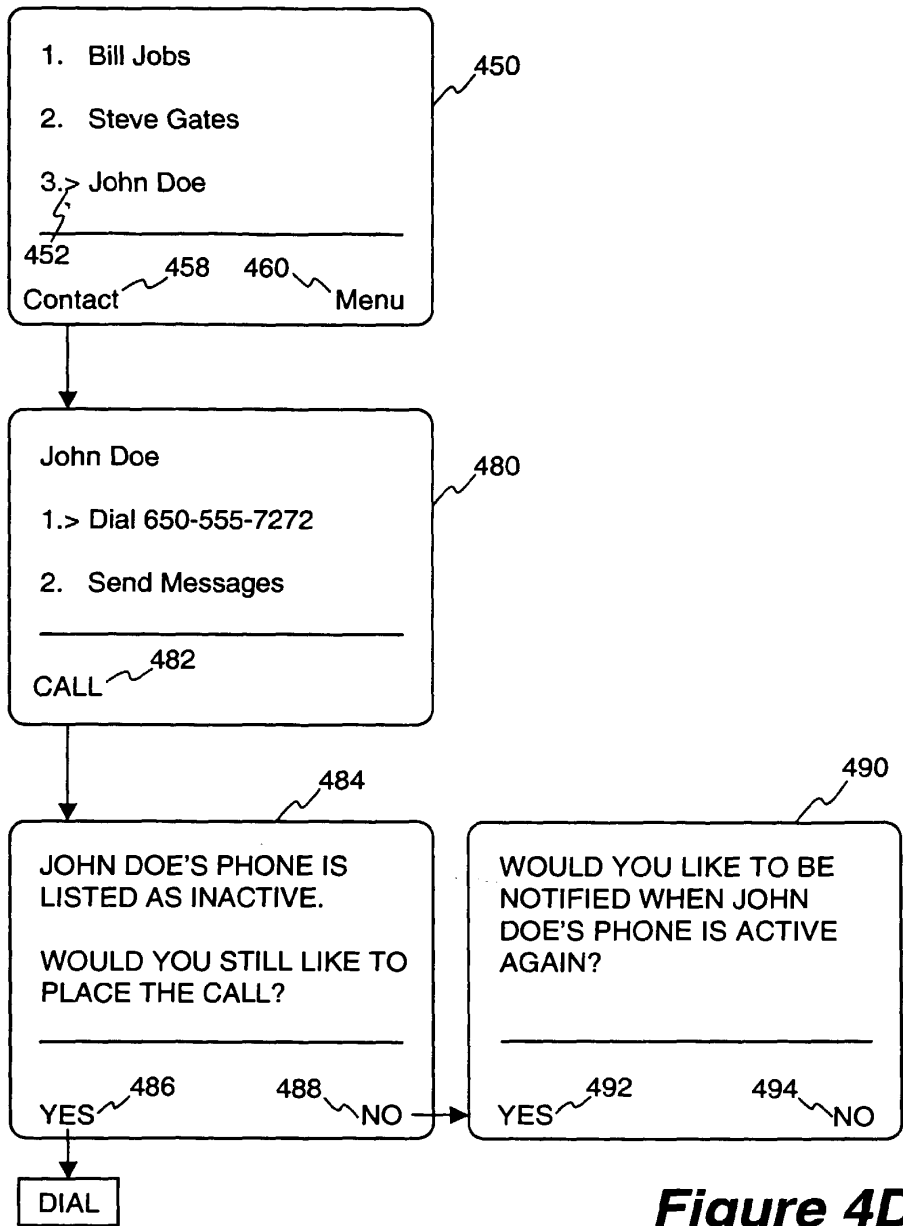 1. Bill Jobs
450
2. Steve Gates
3.> John Doe
452
458
460
Contact
Menu
John Doe
480
1.> Dial 650-555-7272
2. Send Messages
482
CALL
484
490
JOHN DOE'S PHONE IS
LISTED AS INACTIVE.
WOULD YOU STILL LIKE TO
PLACE THE CALL?
486
488
YES
NO
WOULD YOU LIKE TO BE
NOTIFIED WHEN JOHN
DOE'S PHONE IS ACTIVE
AGAIN?
492
494
YES
NO
DIAL
Figure 4D